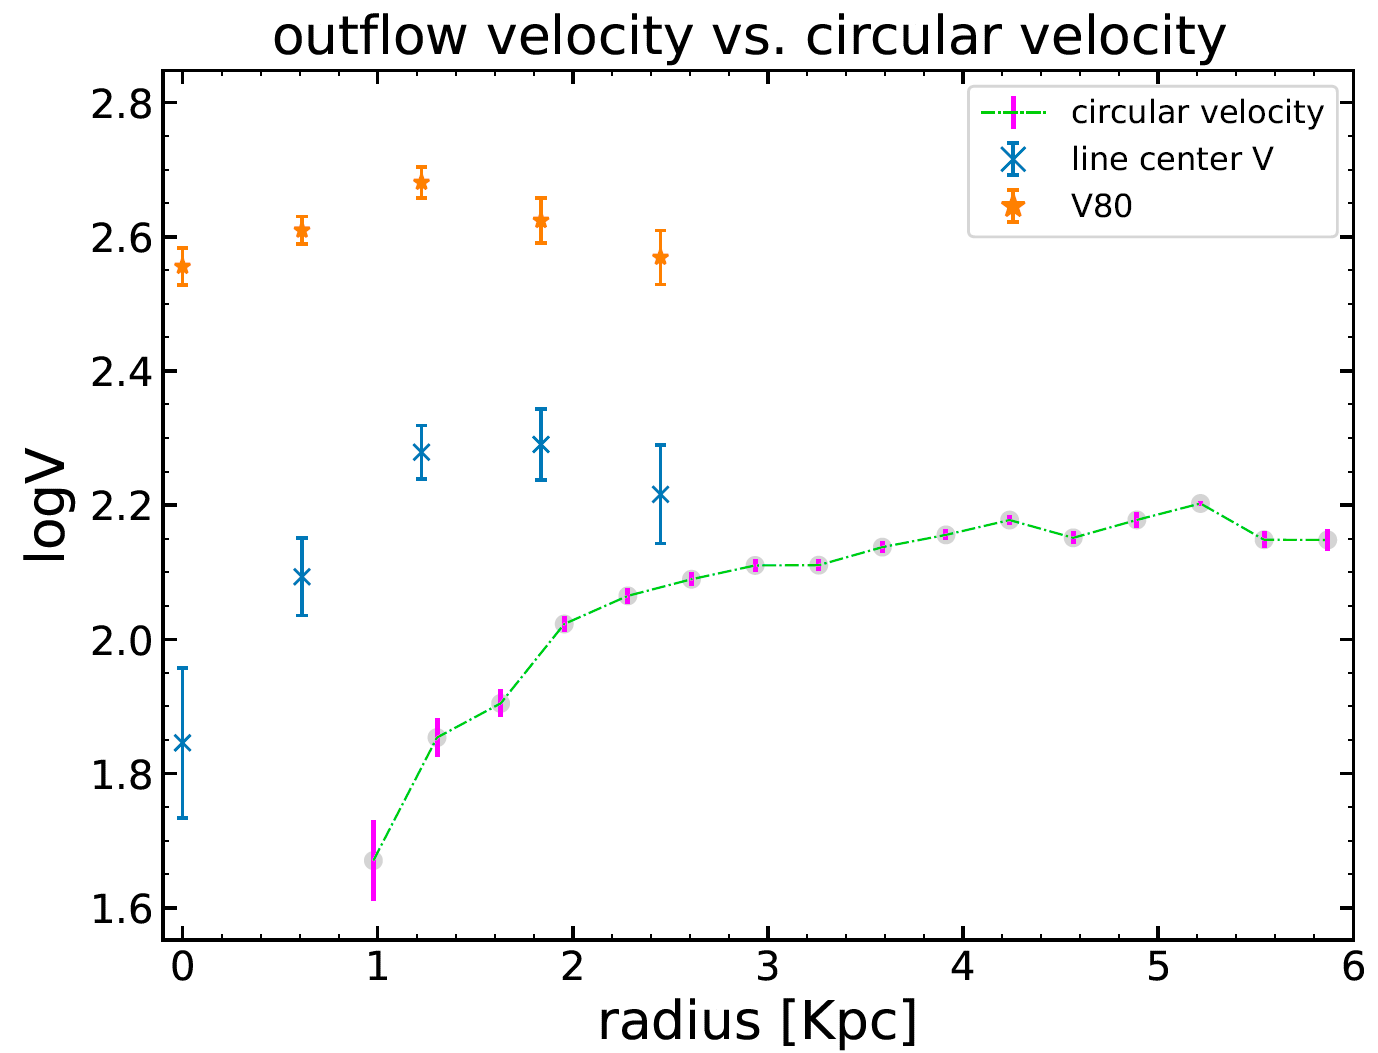 outflow velocity vs. circular velocity
circular velocity
line center V
V80
logV
2.8
2.6
2.4
2.2
2.0
1.8
1.6
0 1 2 3 4 5 6
radius [Kpc]